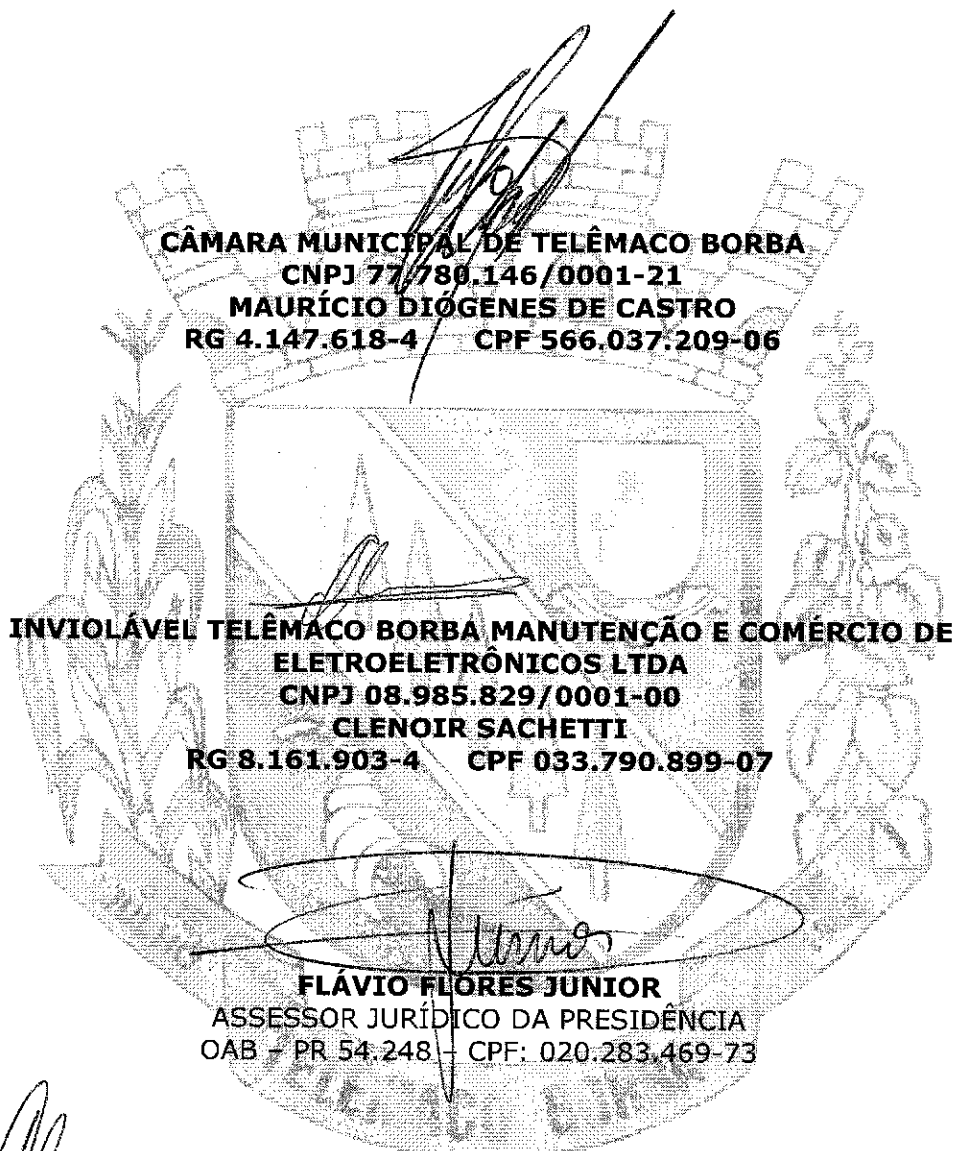 CÂMARA MUNICIPAL DE TELÊMACO BORBA
CNPJ 77.780.146/0001-21
MAURÍCIO DIÓGENES DE CASTRO
RG 4.147.618-4 CPF 566.037.209-06
INVIOLÁVEL TELÊMACO BORBA MANUTENÇÃO E COMÉRCIO DE
ELETROELETRÔNICOS LTDA
CNPJ 08.985.829/0001-00
CLENOIR SACHETTI
RG 8.161.903-4 CPF 033.790.899-07
FLÁVIO FLORES JUNIOR
ASSESSOR JURÍDICO DA PRESIDÊNCIA
OAB – PR 54.248 – CPF: 020.283.469-73